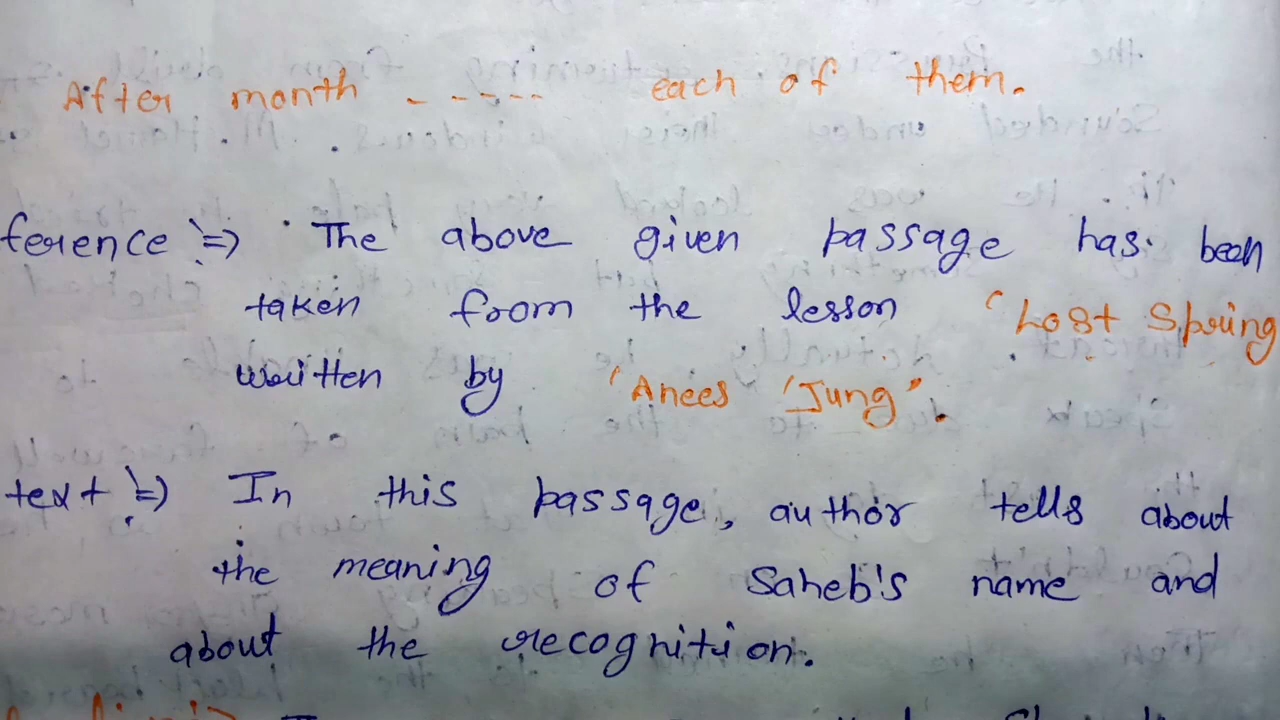 After month - - - - - each of them.
ference :=> The above given passage has been
taken from the lesson 'Lost Spring
written by 'Anees 'Jung".
text :=> In this passage, author tells about
the meaning of Saheb's name and
about the recognition.